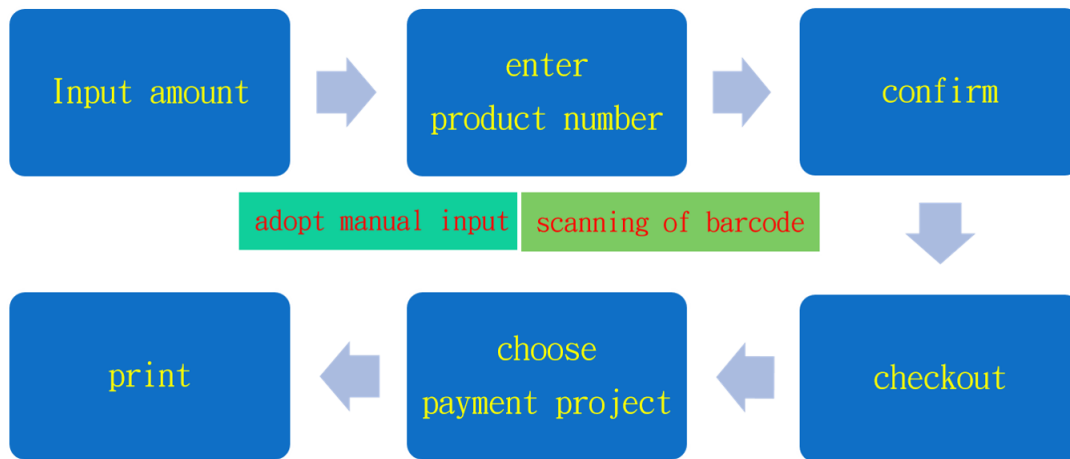 Input amount
enter
product number
confirm
adopt manual input
scanning of barcode
print
choose
payment project
checkout